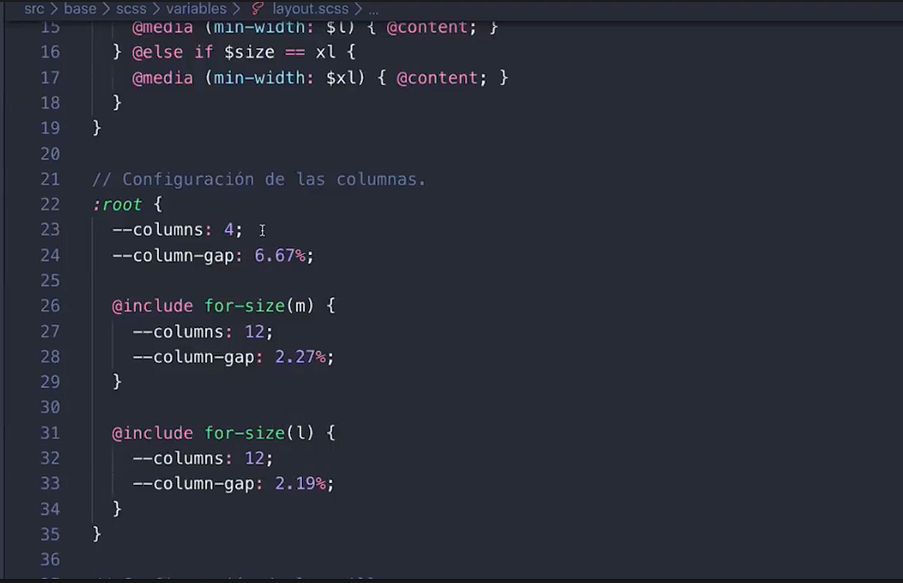 src > base > scss > variables > layout.scss > ...
15 @media (min-width: $l) { @content; }
16 } @else if $size == xl {
17 @media (min-width: $xl) { @content; }
18 }
19 }
20
21 // Configuración de las columnas.
22 :root {
23 --columns: 4;
24 --column-gap: 6.67%;
25
26 @include for-size(m) {
27 --columns: 12;
28 --column-gap: 2.27%;
29 }
30
31 @include for-size(l) {
32 --columns: 12;
33 --column-gap: 2.19%;
34 }
35 }
36